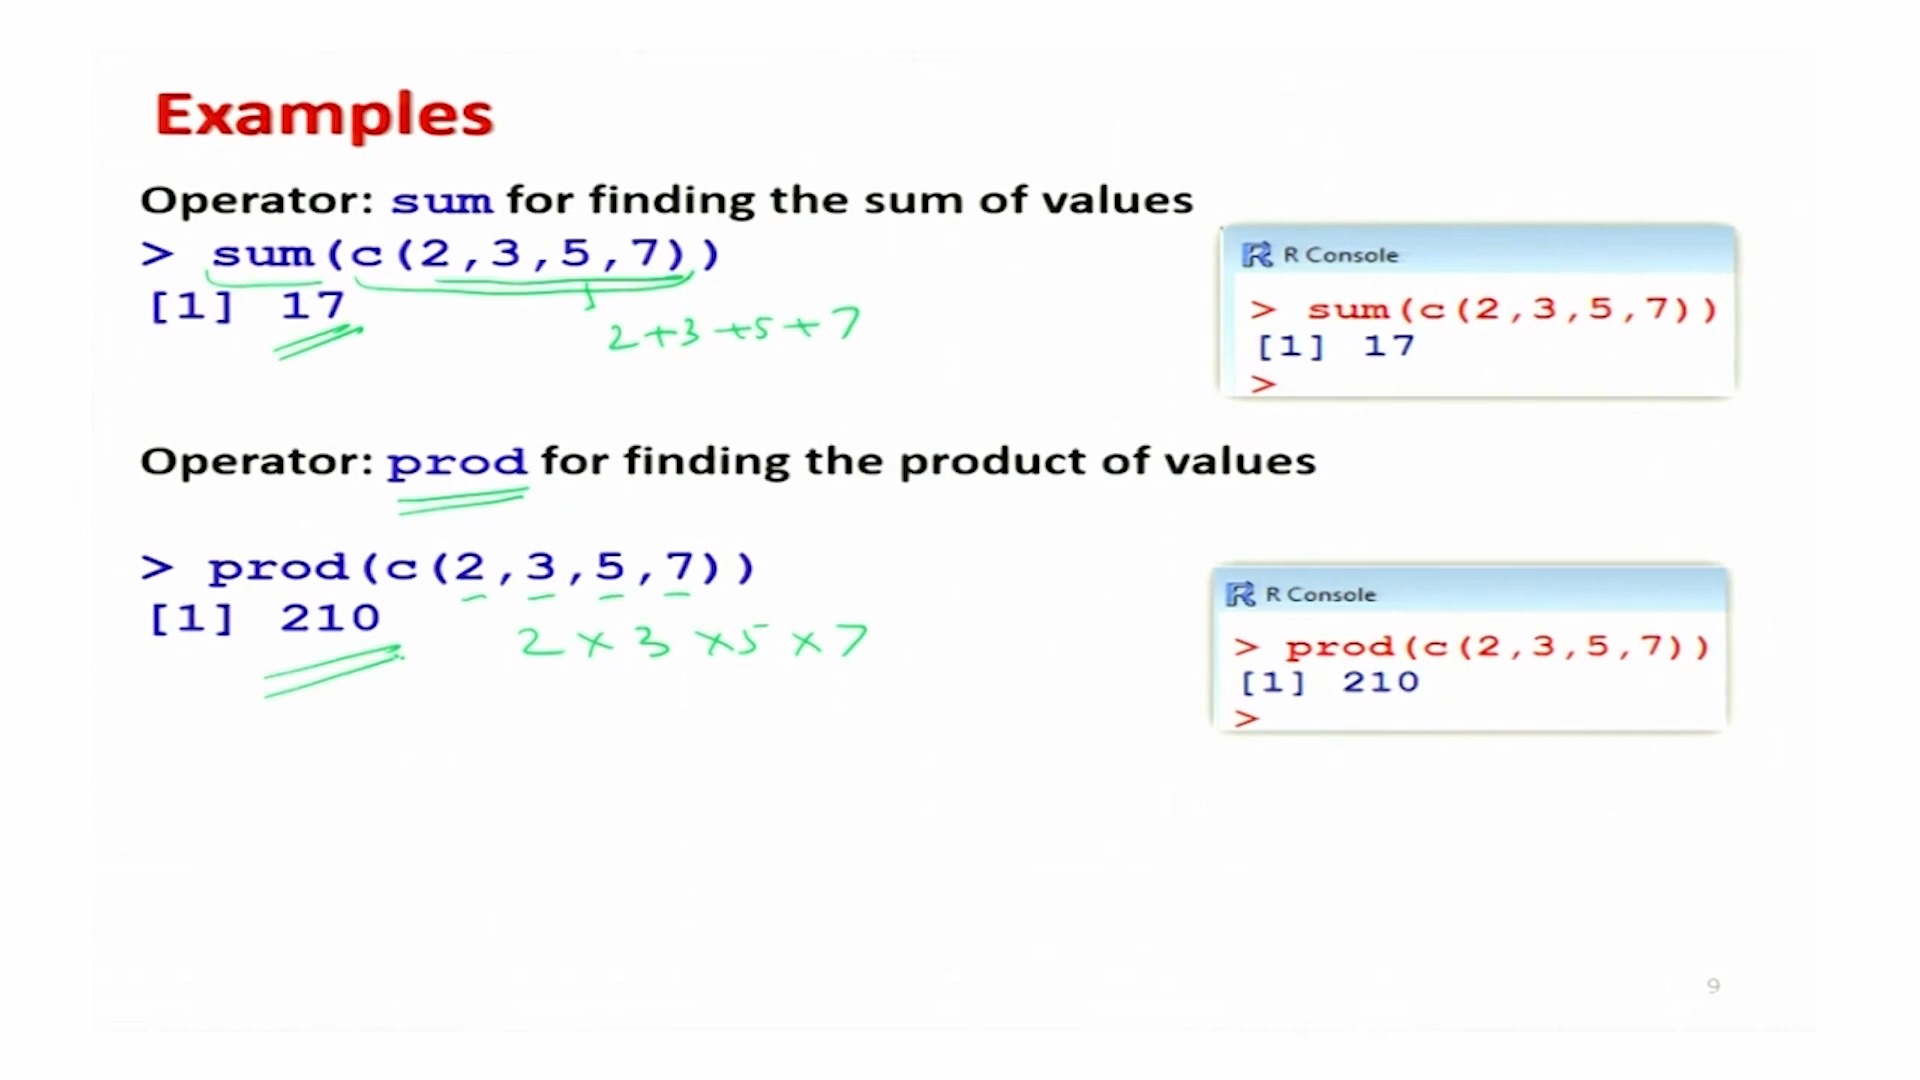 Examples
Operator: sum for finding the sum of values
> sum(c(2,3,5,7))
[1] 17
2+3+5+7
R Console
> sum(c(2,3,5,7))
[1] 17
>
Operator: prod for finding the product of values
> prod(c(2,3,5,7))
[1] 210
2×3×5×7
R Console
> prod(c(2,3,5,7))
[1] 210
>
9